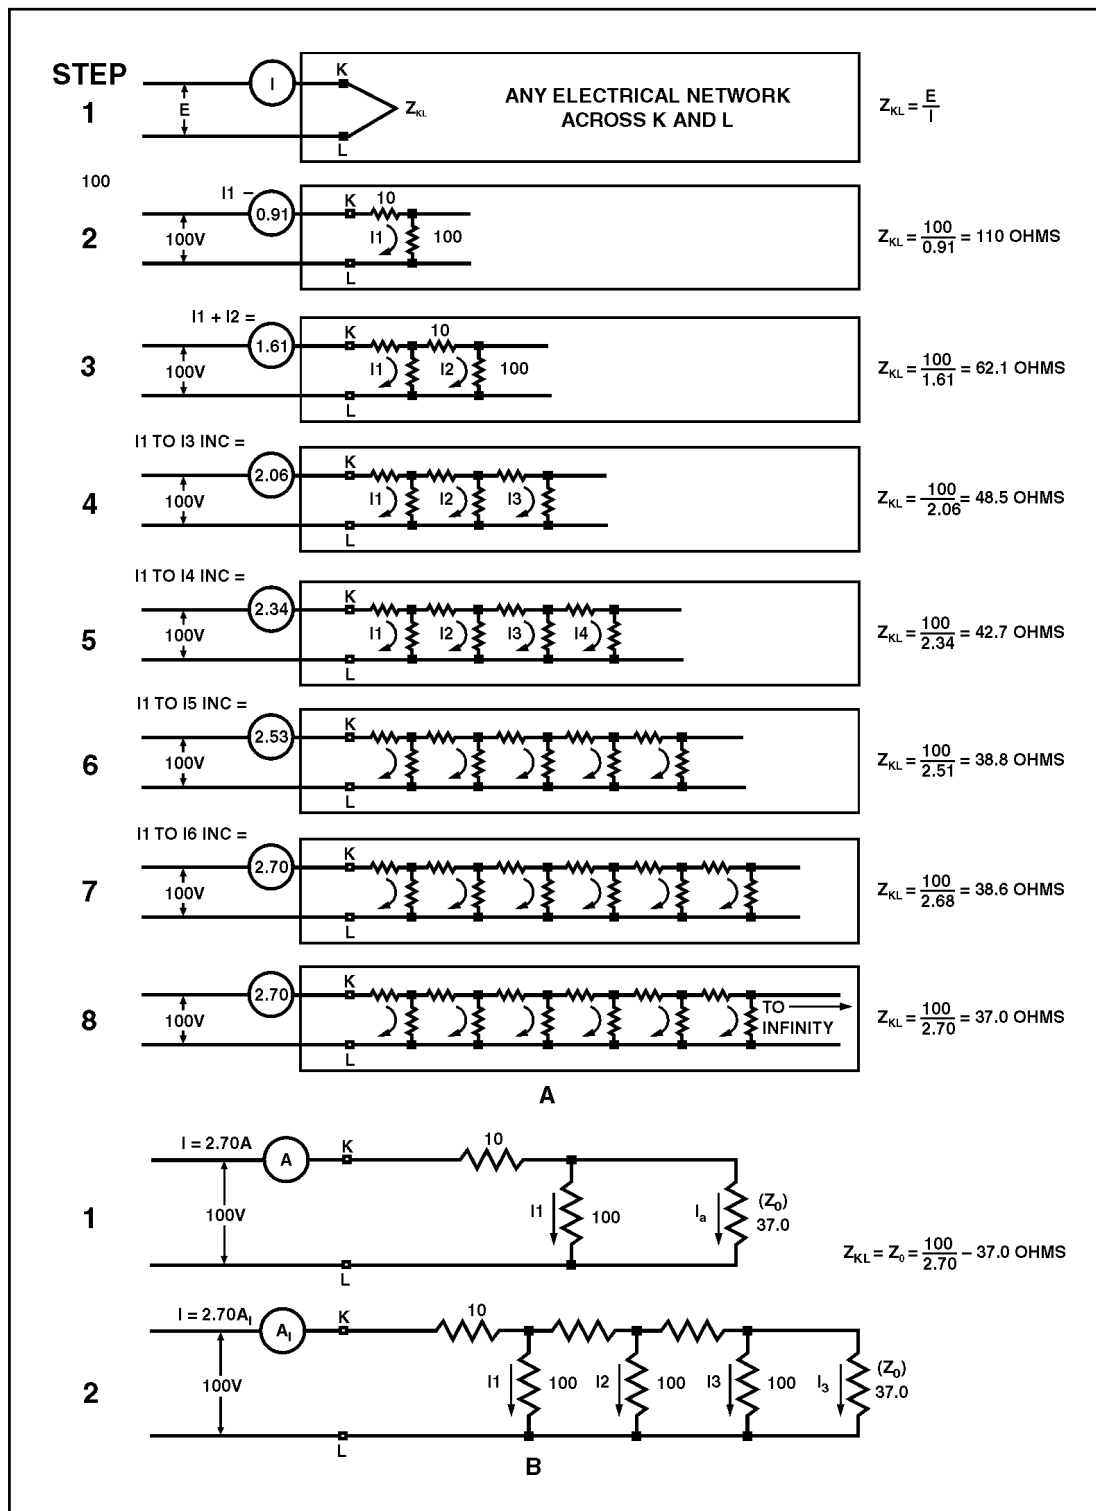 STEP
1
I
E
K
L
Z_KL
ANY ELECTRICAL NETWORK
ACROSS K AND L
Z_KL = E/I
100
2
I1 –
0.91
100V
K
L
10
I1
100
Z_KL = 100/0.91 = 110 OHMS
3
I1 + I2 =
1.61
100V
K
L
10
I1
I2
100
Z_KL = 100/1.61 = 62.1 OHMS
4
I1 TO I3 INC =
2.06
100V
K
L
I1
I2
I3
Z_KL = 100/2.06 = 48.5 OHMS
5
I1 TO I4 INC =
2.34
100V
K
L
I1
I2
I3
I4
Z_KL = 100/2.34 = 42.7 OHMS
6
I1 TO I5 INC =
2.53
100V
K
L
Z_KL = 100/2.51 = 38.8 OHMS
7
I1 TO I6 INC =
2.70
100V
K
L
Z_KL = 100/2.68 = 38.6 OHMS
8
2.70
100V
K
L
TO
INFINITY
Z_KL = 100/2.70 = 37.0 OHMS
A
1
I = 2.70A
A
100V
K
L
10
I1
100
I_a
(Z_0)
37.0
Z_KL = Z_0 = 100/2.70 – 37.0 OHMS
2
I = 2.70A_I
A_I
100V
K
L
10
I1
100
I2
100
I3
100
I_3
(Z_0)
37.0
B